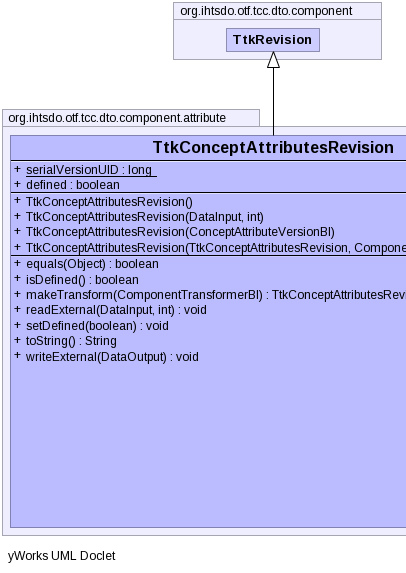 org.ihtsdo.otf.tcc.dto.component
TtkRevision
org.ihtsdo.otf.tcc.dto.component.attribute
TtkConceptAttributesRevision
+ serialVersionUID : long
+ defined : boolean
+ TtkConceptAttributesRevision()
+ TtkConceptAttributesRevision(DataInput, int)
+ TtkConceptAttributesRevision(ConceptAttributeVersionBI)
+ TtkConceptAttributesRevision(TtkConceptAttributesRevision, Compone
+ equals(Object) : boolean
+ isDefined() : boolean
+ makeTransform(ComponentTransformerBI) : TtkConceptAttributesRevi
+ readExternal(DataInput, int) : void
+ setDefined(boolean) : void
+ toString() : String
+ writeExternal(DataOutput) : void
yWorks UML Doclet